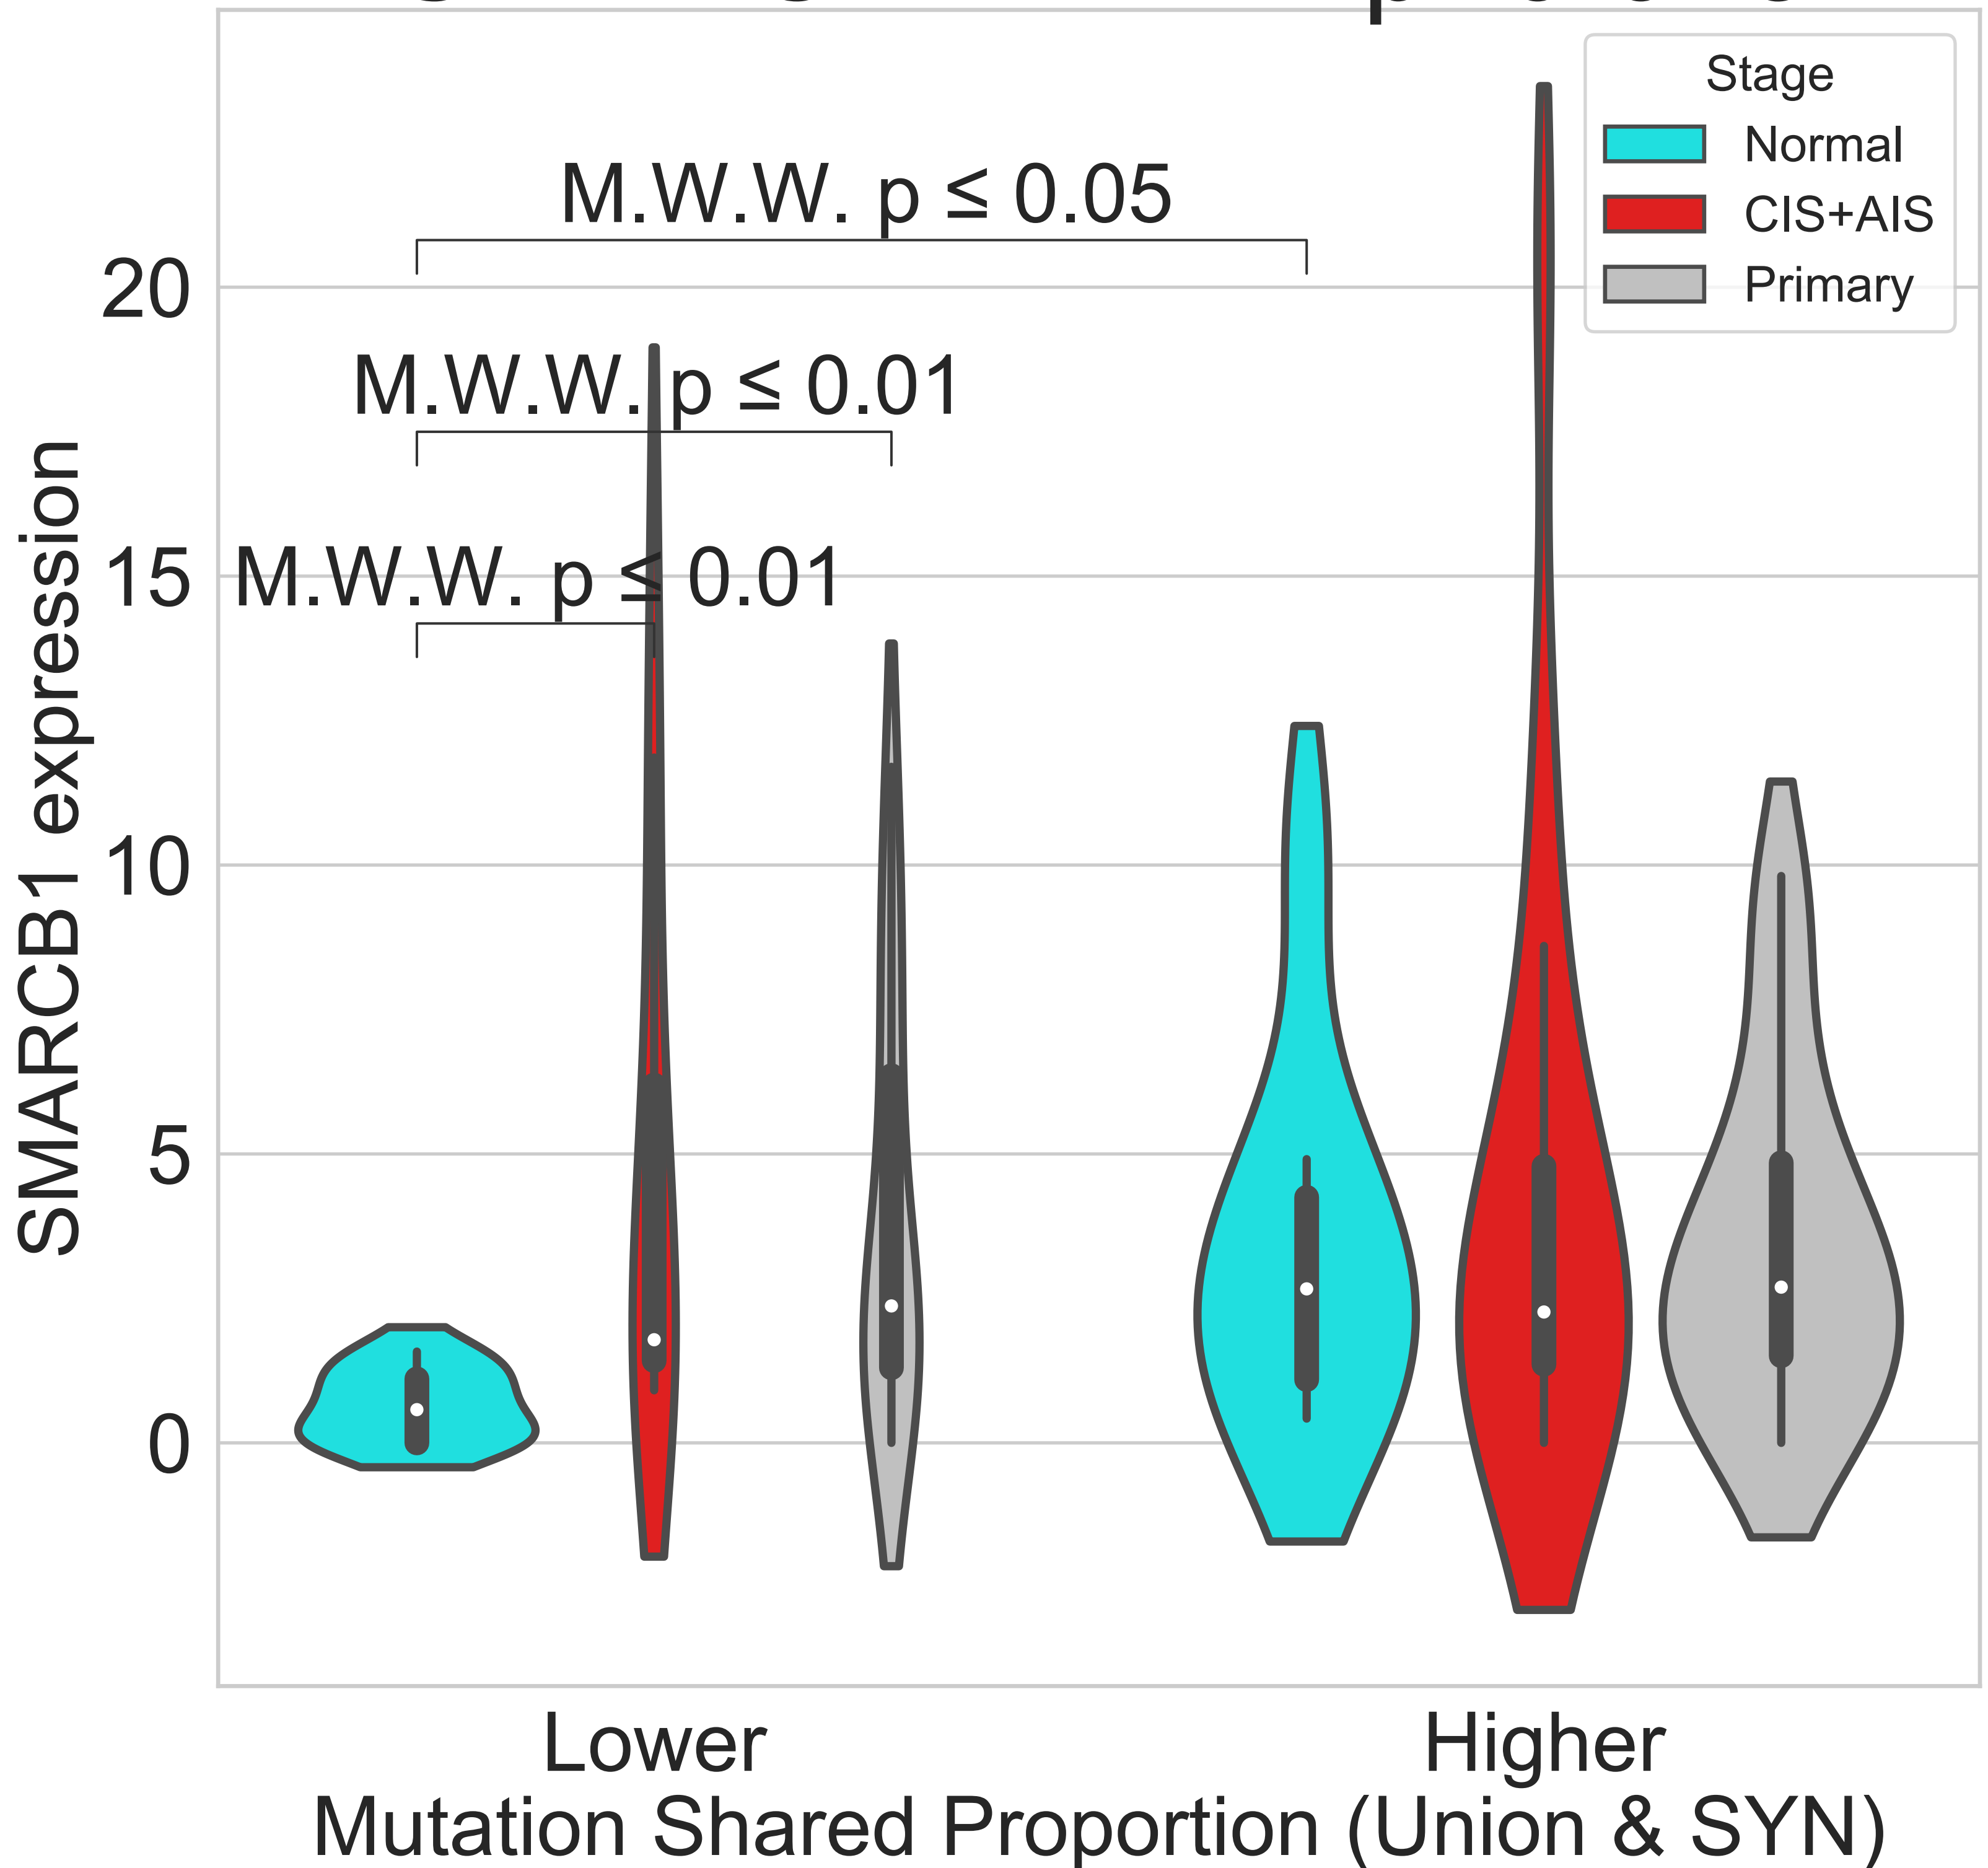 Stage
Normal
CIS+AIS
Primary
M.W.W. p ≤ 0.05
M.W.W. p ≤ 0.01
M.W.W. p ≤ 0.01
SMARCB1 expression
20
15
10
5
0
Lower
Higher
Mutation Shared Proportion (Union & SYN)